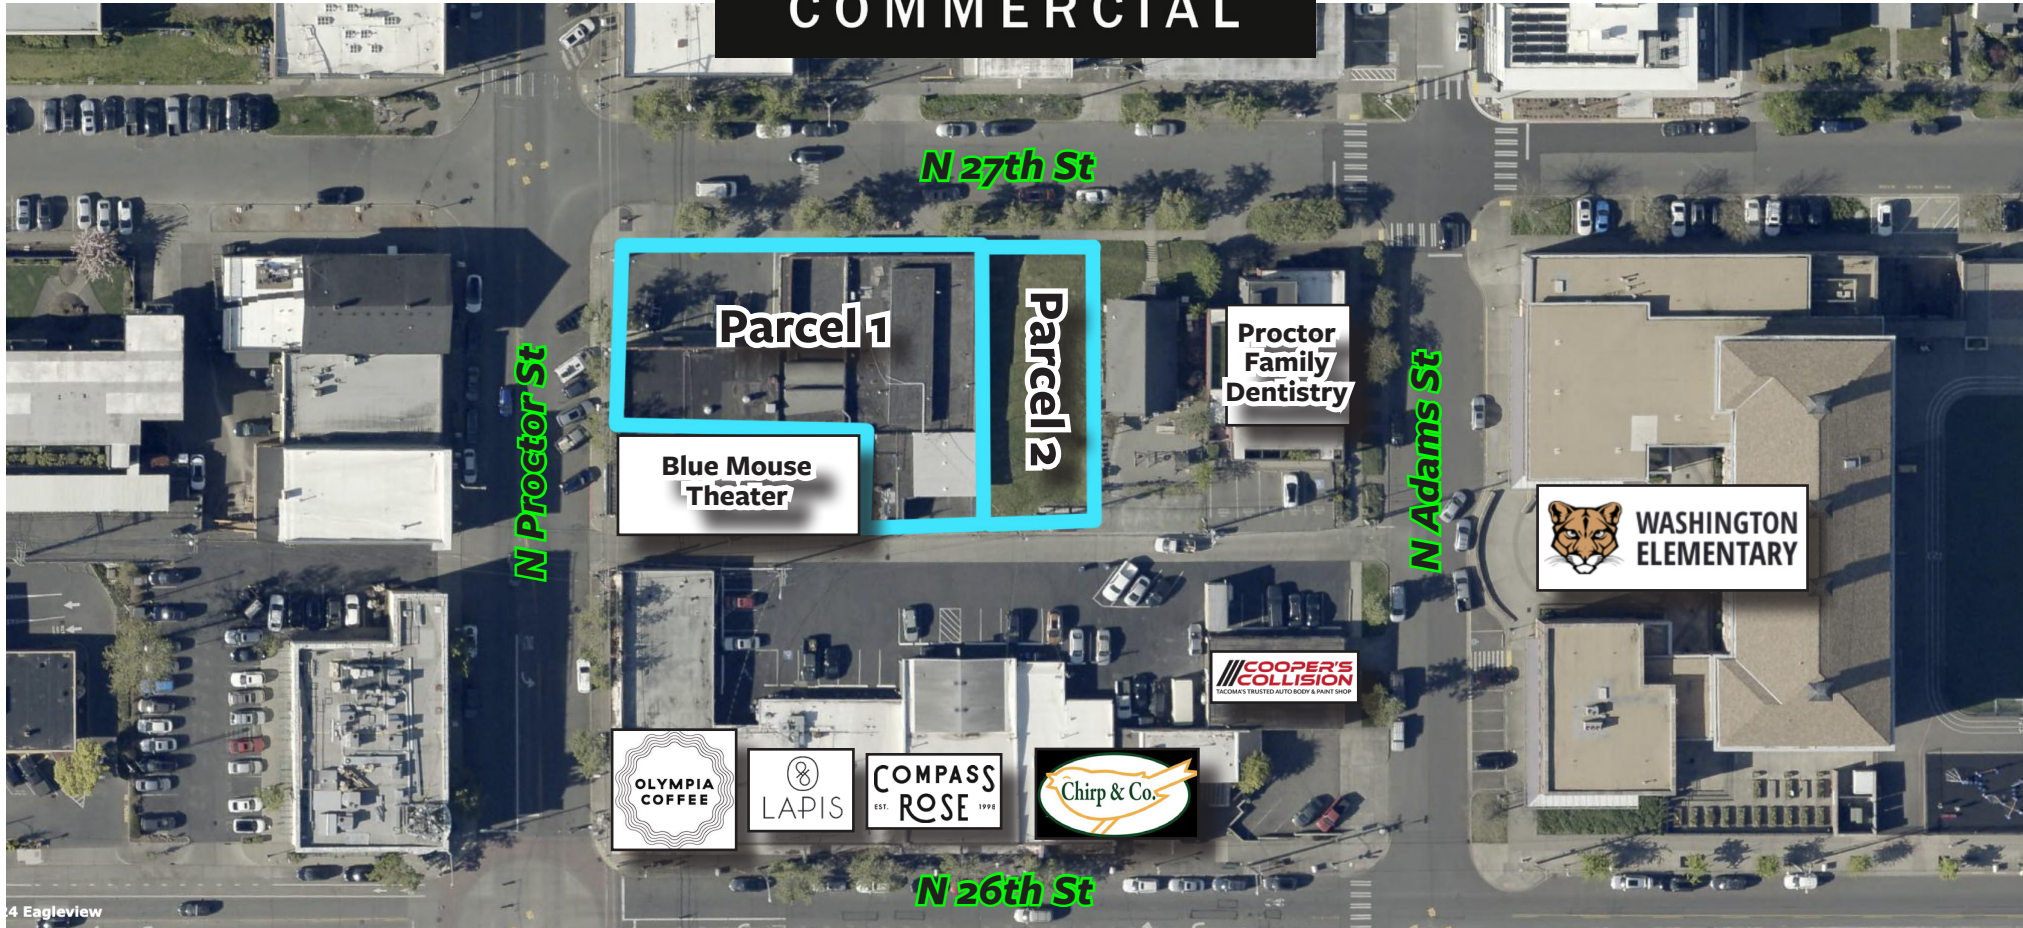 COMMERCIAL
N 27th St
Parcel 1
Parcel 2
Proctor
Family
Dentistry
N Proctor St
N Adams St
Blue Mouse
Theater
WASHINGTON
ELEMENTARY
COOPER'S
COLLISION
TACOMA'S TRUSTED AUTO BODY & PAINT SHOP
OLYMPIA
COFFEE
LAPIS
COMPASS
EST. ROSE 1998
Chirp & Co.
N 26th St
24 Eagleview